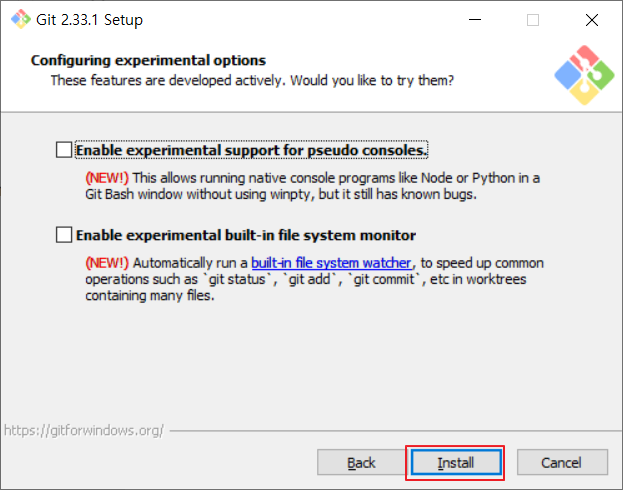 Git 2.33.1 Setup
Configuring experimental options
These features are developed actively. Would you like to try them?
Enable experimental support for pseudo consoles.
(NEW!) This allows running native console programs like Node or Python in a
Git Bash window without using winpty, but it still has known bugs.
Enable experimental built-in file system monitor
(NEW!) Automatically run a built-in file system watcher, to speed up common
operations such as `git status`, `git add`, `git commit`, etc in worktrees
containing many files.
https://gitforwindows.org/
Back Install Cancel